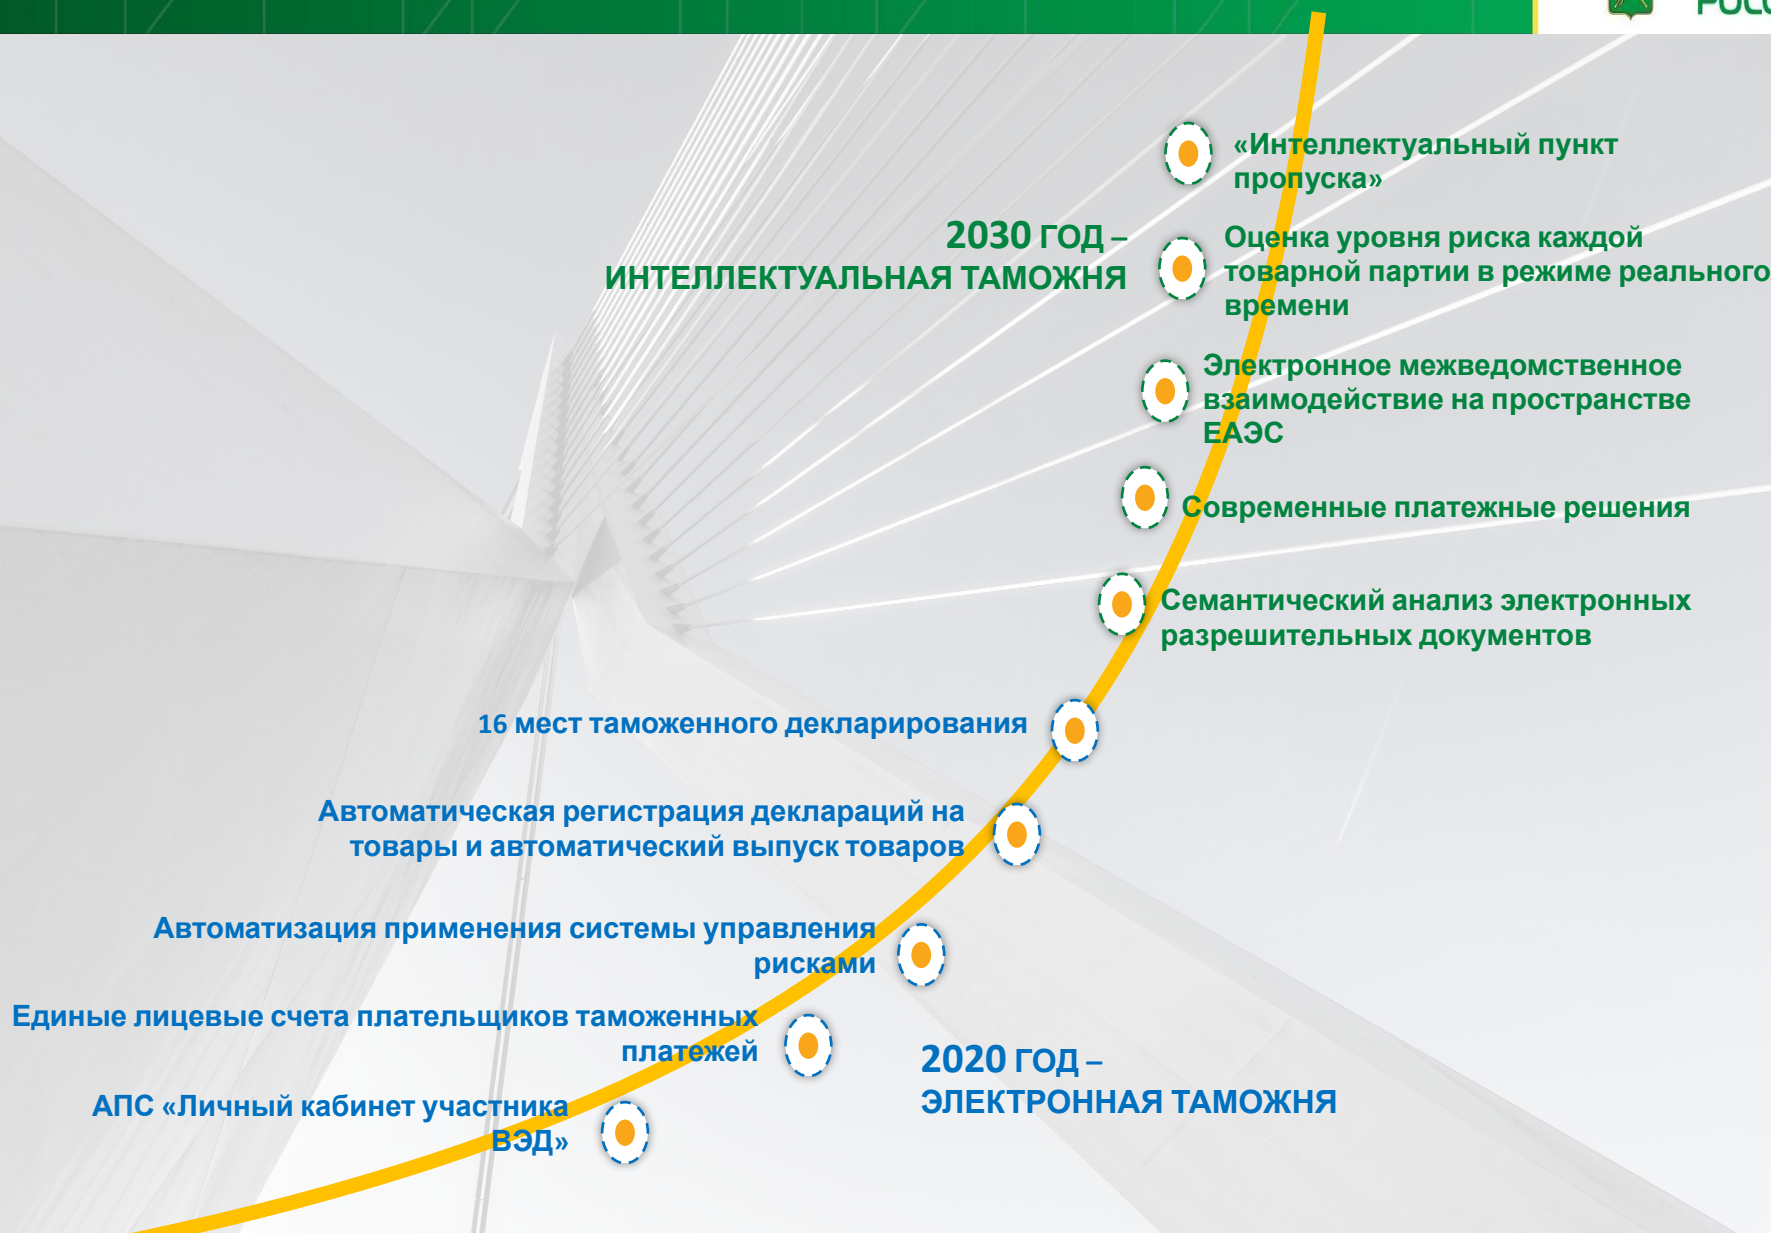 «Интеллектуальный пункт
пропуска»
2030 ГОД –
ИНТЕЛЛЕКТУАЛЬНАЯ ТАМОЖНЯ
Оценка уровня риска каждой
товарной партии в режиме реального
времени
Электронное межведомственное
взаимодействие на пространстве
ЕАЭС
Современные платежные решения
Семантический анализ электронных
разрешительных документов
16 мест таможенного декларирования
Автоматическая регистрация деклараций на
товары и автоматический выпуск товаров
Автоматизация применения системы управления
рисками
Единые лицевые счета плательщиков таможенных
платежей
2020 ГОД –
ЭЛЕКТРОННАЯ ТАМОЖНЯ
АПС «Личный кабинет участника
ВЭД»